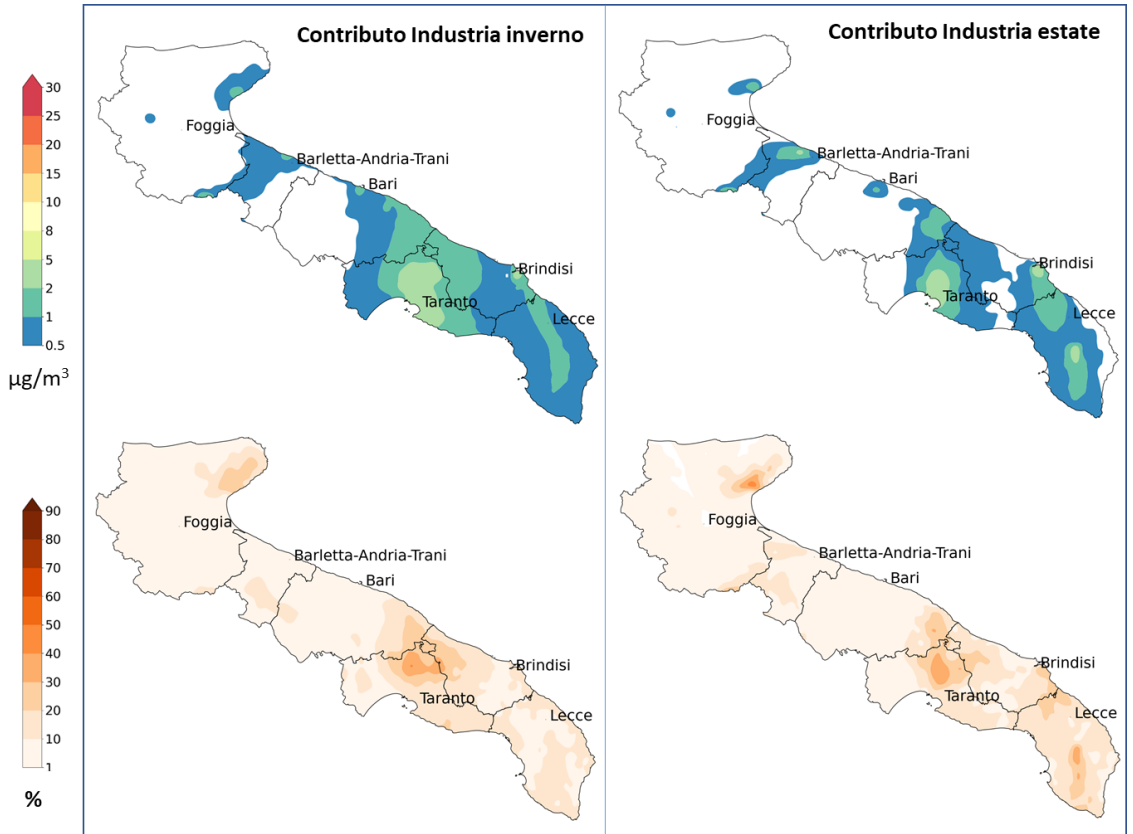 Contributo Industria inverno
Contributo Industria estate
30
25
20
15
10
8
5
2
1
0.5
µg/m³
Foggia
Barletta-Andria-Trani
Bari
Brindisi
Taranto
Lecce
Foggia
Barletta-Andria-Trani
Bari
Brindisi
Taranto
Lecce
90
80
70
60
50
40
30
20
10
1
%
Foggia
Barletta-Andria-Trani
Bari
Brindisi
Taranto
Lecce
Foggia
Barletta-Andria-Trani
Bari
Brindisi
Taranto
Lecce